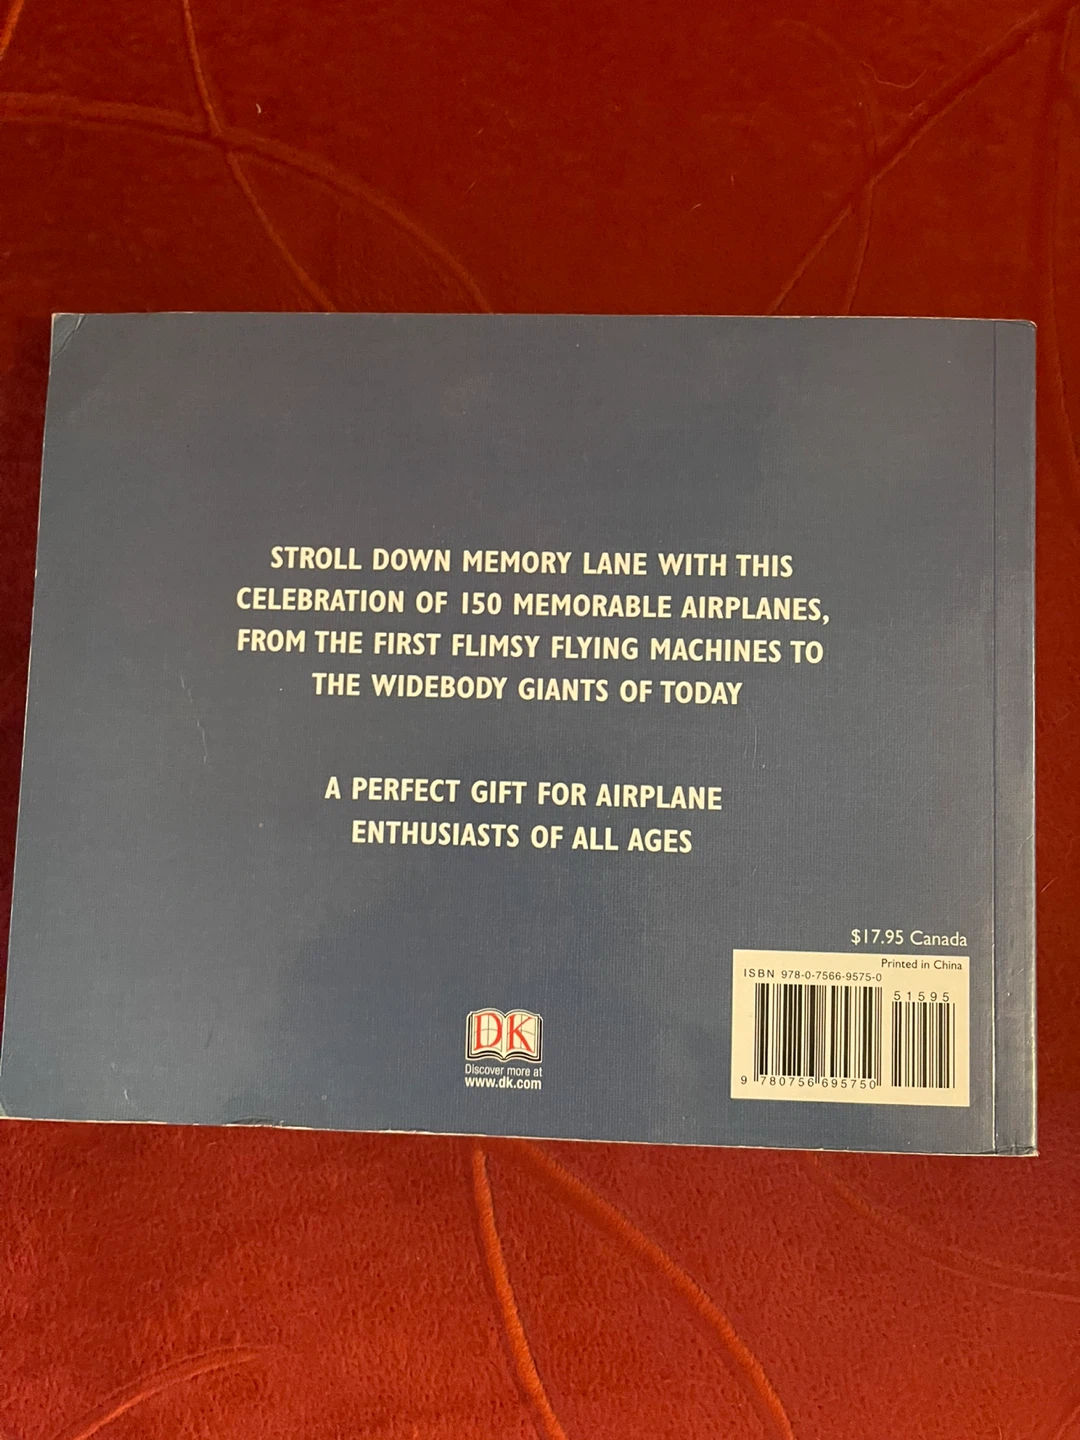 STROLL DOWN MEMORY LANE WITH THIS
CELEBRATION OF 150 MEMORABLE AIRPLANES,
FROM THE FIRST FLIMSY FLYING MACHINES TO
THE WIDEBODY GIANTS OF TODAY
A PERFECT GIFT FOR AIRPLANE
ENTHUSIASTS OF ALL AGES
$17.95 Canada
Printed in China
ISBN 978-0-7566-9575-0
51595
9 780756 695750
DK
Discover more at
www.dk.com